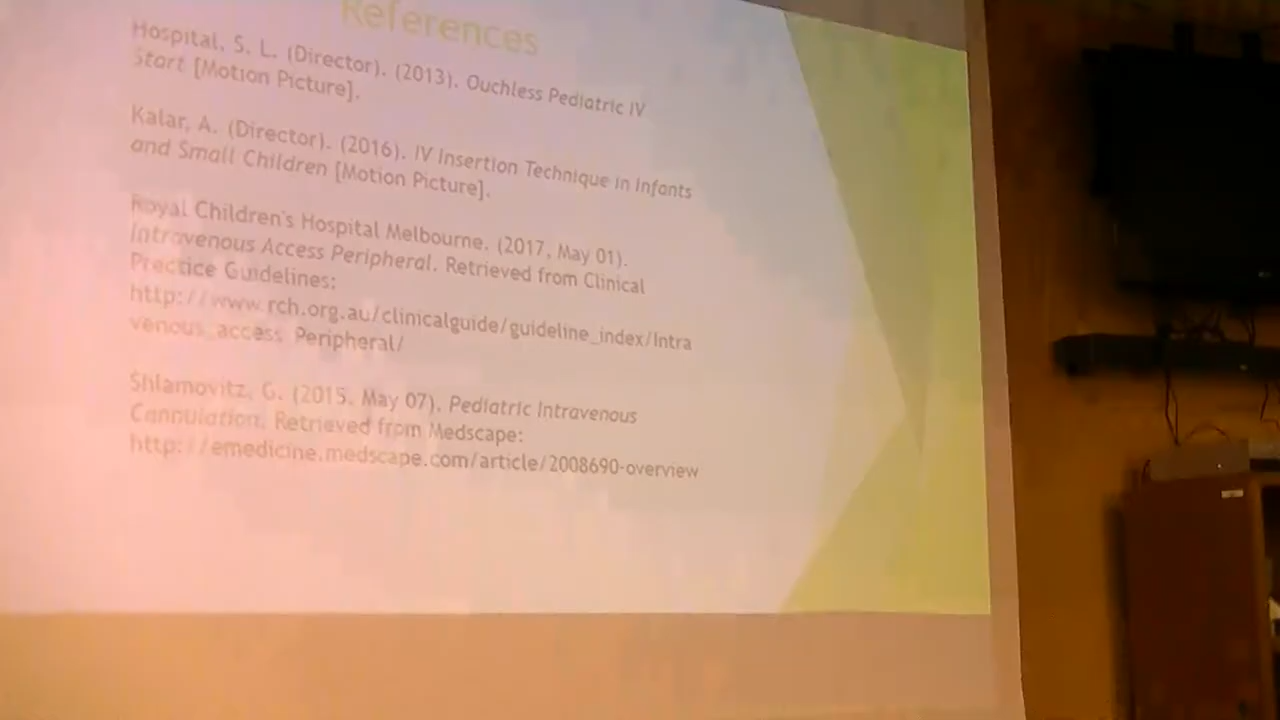 References
Hospital, S. L. (Director). (2013). Ouchless Pediatric IV
Start [Motion Picture].
Kalar, A. (Director). (2016). IV Insertion Technique in Infants
and Small Children [Motion Picture].
Royal Children's Hospital Melbourne. (2017, May 01).
Intravenous Access Peripheral. Retrieved from Clinical
Practice Guidelines:
http://www.rch.org.au/clinicalguide/guideline_index/Intra
venous_access_Peripheral/
Shlamovitz, G. (2015, May 07). Pediatric Intravenous
Cannulation. Retrieved from Medscape:
http://emedicine.medscape.com/article/2008690-overview